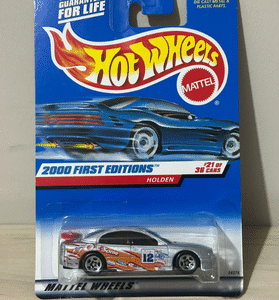 GUARANTEED
FOR LIFE
DIE CAST METAL &
PLASTIC PARTS.
Hot Wheels
MATTEL
2000 FIRST EDITIONS
#21 OF
36 CARS
HOLDEN
12
MATTEL WHEELS